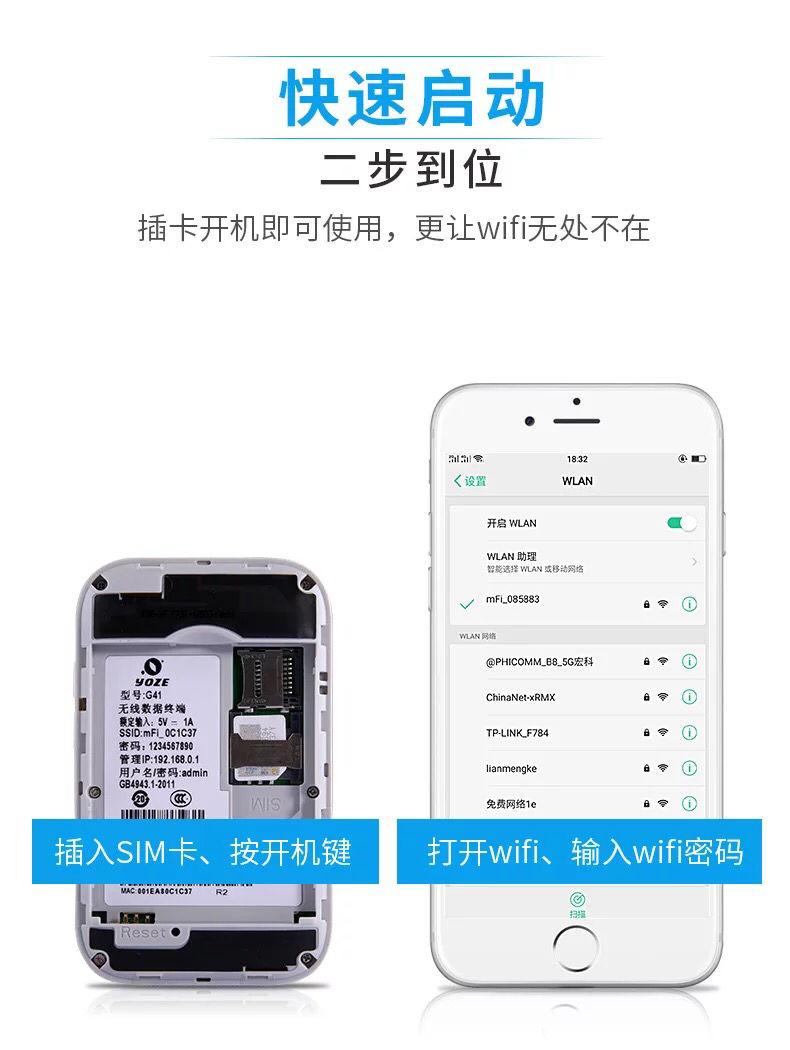 快速启动
二步到位
插卡开机即可使用，更让wifi无处不在
YOZE
型号:G41
无线数据终端
额定输入：5V⎓1A
SSID:mFi_0C1C37
密码：1234567890
管理IP:192.168.0.1
用户名/密码:admin
GB4943.1-2011
20
CCC
SIM
插入SIM卡、按开机键
MAC:001EA80C1C37
R2
Reset
18:32
设置
WLAN
开启 WLAN
WLAN 助理
智能选择 WLAN 或移动网络
mFi_085883
WLAN 网络
@PHICOMM_B8_5G宏科
ChinaNet-xRMX
TP-LINK_F784
lianmengke
免费网络1e
打开wifi、输入wifi密码
扫描